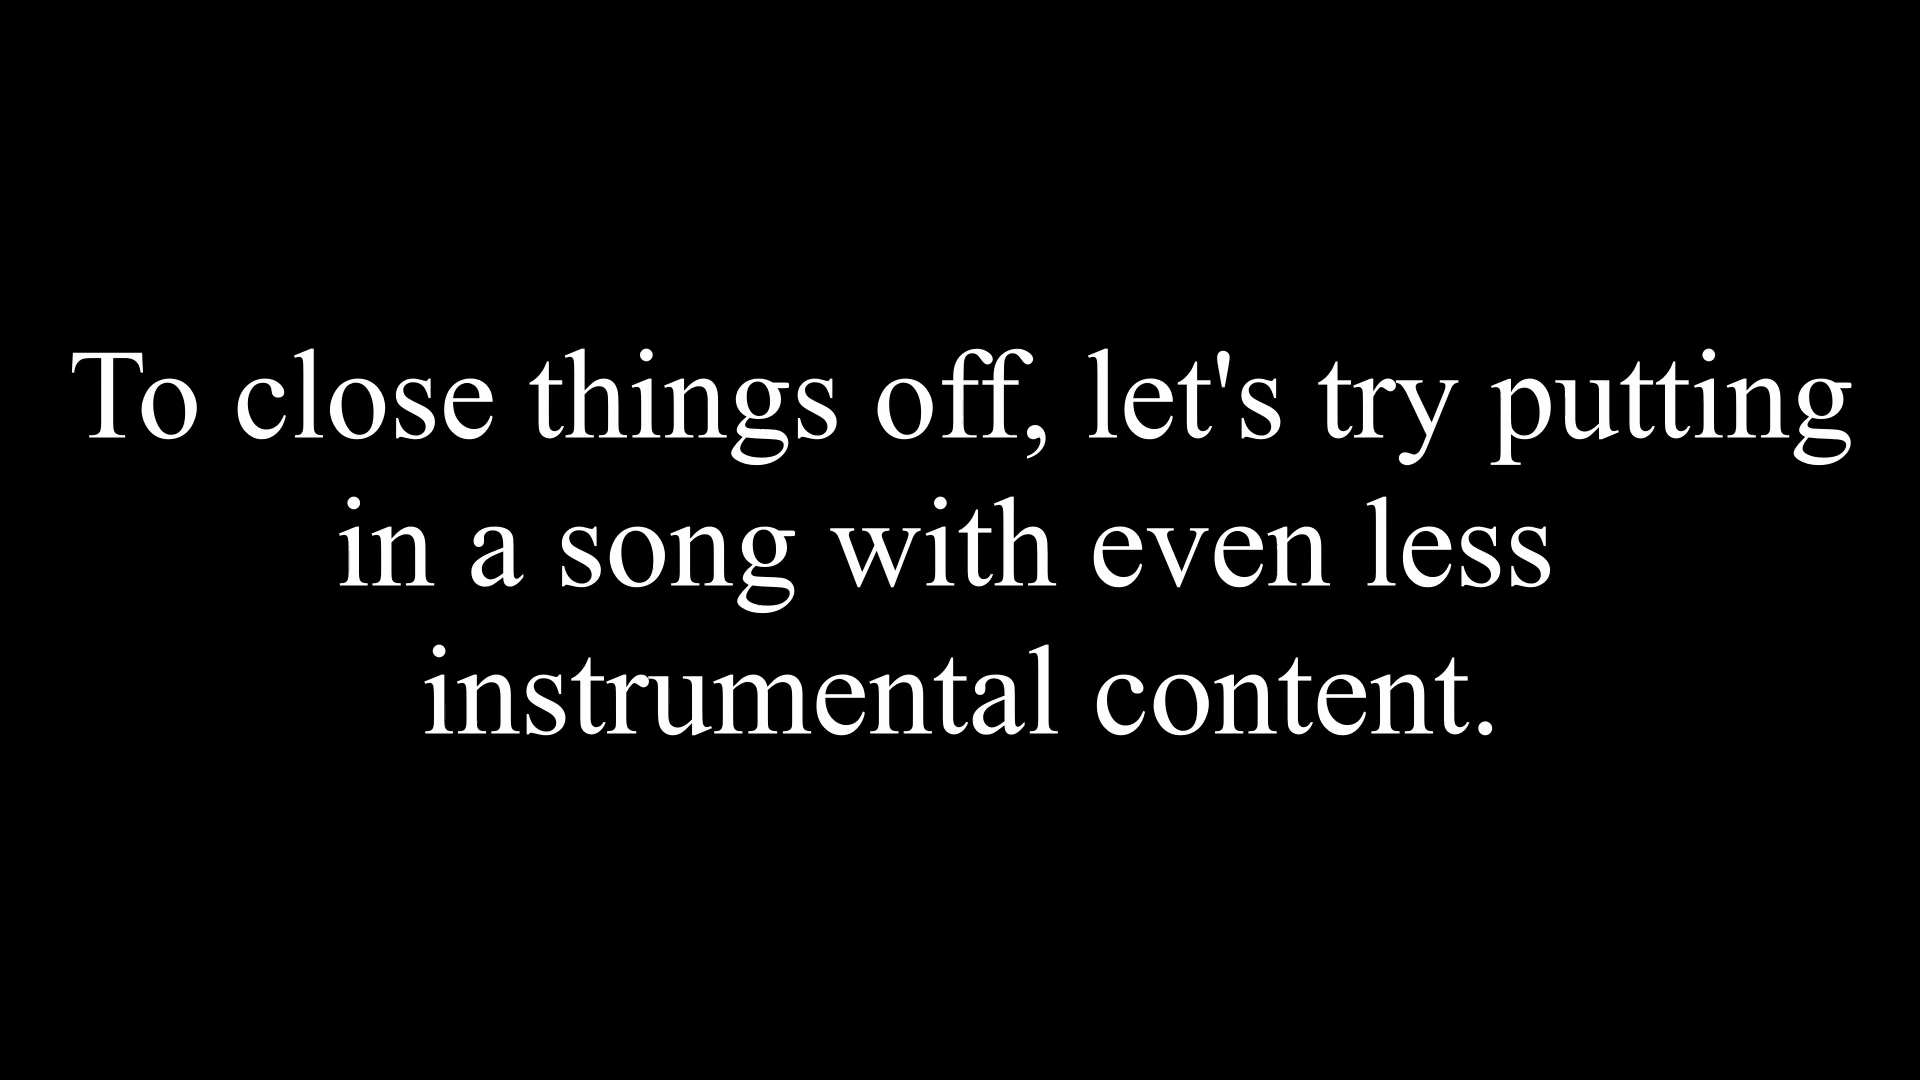 To close things off, let's try putting
in a song with even less
instrumental content.